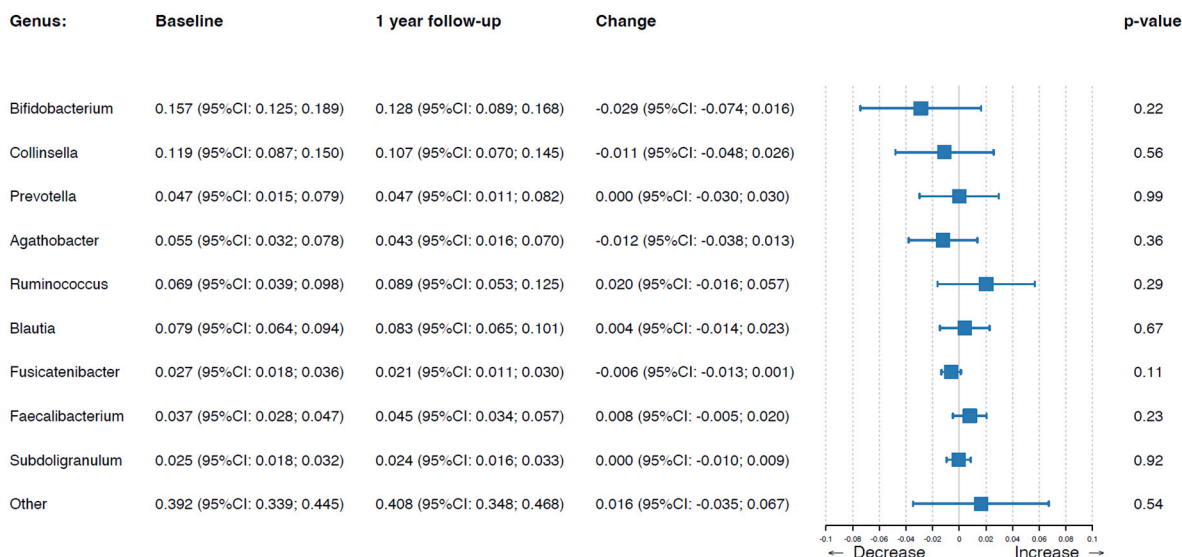 Genus: Baseline 1 year follow-up Change p-value
Bifidobacterium 0.157 (95%CI: 0.125; 0.189) 0.128 (95%CI: 0.089; 0.168) -0.029 (95%CI: -0.074; 0.016) 0.22
Collinsella 0.119 (95%CI: 0.087; 0.150) 0.107 (95%CI: 0.070; 0.145) -0.011 (95%CI: -0.048; 0.026) 0.56
Prevotella 0.047 (95%CI: 0.015; 0.079) 0.047 (95%CI: 0.011; 0.082) 0.000 (95%CI: -0.030; 0.030) 0.99
Agathobacter 0.055 (95%CI: 0.032; 0.078) 0.043 (95%CI: 0.016; 0.070) -0.012 (95%CI: -0.038; 0.013) 0.36
Ruminococcus 0.069 (95%CI: 0.039; 0.098) 0.089 (95%CI: 0.053; 0.125) 0.020 (95%CI: -0.016; 0.057) 0.29
Blautia 0.079 (95%CI: 0.064; 0.094) 0.083 (95%CI: 0.065; 0.101) 0.004 (95%CI: -0.014; 0.023) 0.67
Fusicatenibacter 0.027 (95%CI: 0.018; 0.036) 0.021 (95%CI: 0.011; 0.030) -0.006 (95%CI: -0.013; 0.001) 0.11
Faecalibacterium 0.037 (95%CI: 0.028; 0.047) 0.045 (95%CI: 0.034; 0.057) 0.008 (95%CI: -0.005; 0.020) 0.23
Subdoligranulum 0.025 (95%CI: 0.018; 0.032) 0.024 (95%CI: 0.016; 0.033) 0.000 (95%CI: -0.010; 0.009) 0.92
Other 0.392 (95%CI: 0.339; 0.445) 0.408 (95%CI: 0.348; 0.468) 0.016 (95%CI: -0.035; 0.067) 0.54
-0.1 -0.08 -0.06 -0.04 -0.02 0 0.02 0.04 0.06 0.08 0.1
← Decrease Increase →